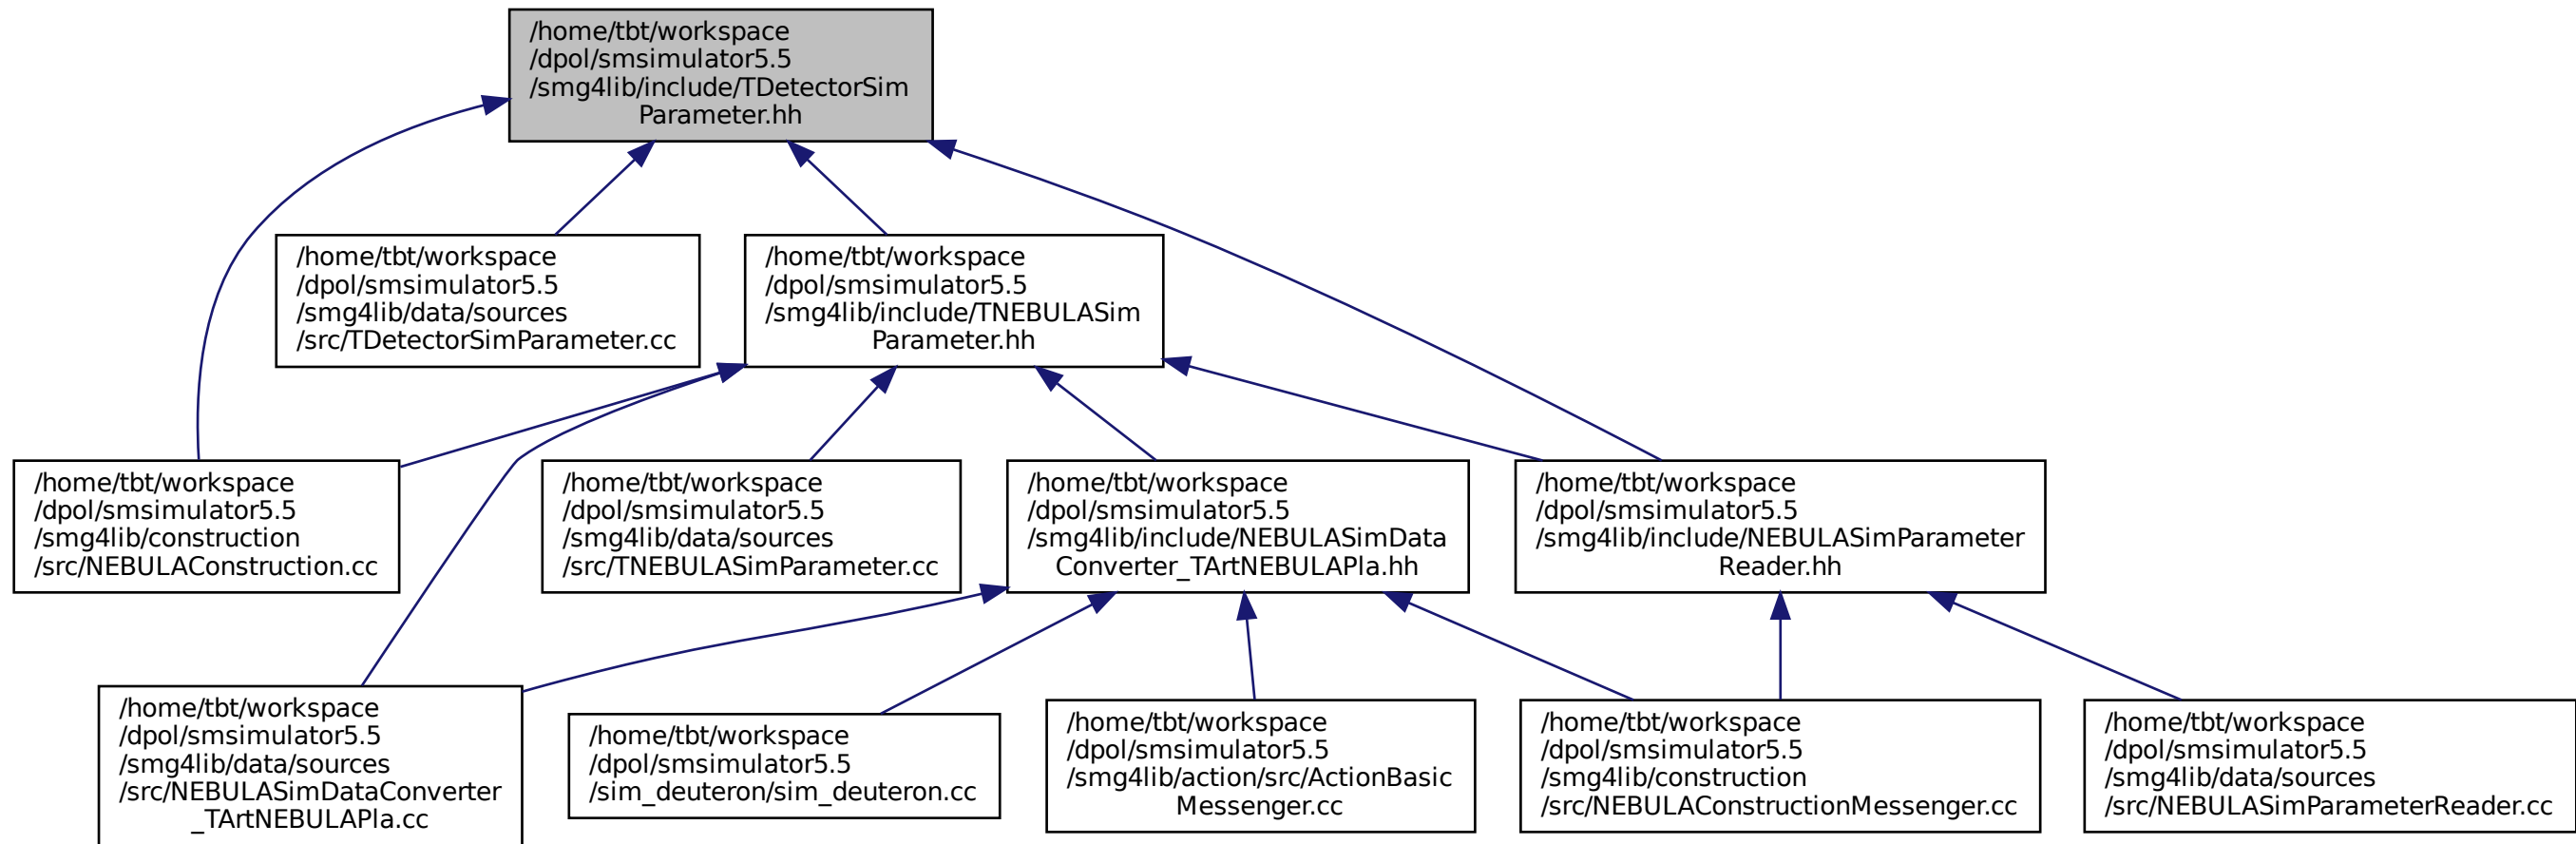 /home/tbt/workspace
/dpol/smsimulator5.5
/smg4lib/include/TDetectorSim
Parameter.hh
/home/tbt/workspace
/dpol/smsimulator5.5
/smg4lib/data/sources
/src/TDetectorSimParameter.cc
/home/tbt/workspace
/dpol/smsimulator5.5
/smg4lib/include/TNEBULASim
Parameter.hh
/home/tbt/workspace
/dpol/smsimulator5.5
/smg4lib/construction
/src/NEBULAConstruction.cc
/home/tbt/workspace
/dpol/smsimulator5.5
/smg4lib/data/sources
/src/TNEBULASimParameter.cc
/home/tbt/workspace
/dpol/smsimulator5.5
/smg4lib/include/NEBULASimData
Converter_TArtNEBULAPla.hh
/home/tbt/workspace
/dpol/smsimulator5.5
/smg4lib/include/NEBULASimParameter
Reader.hh
/home/tbt/workspace
/dpol/smsimulator5.5
/smg4lib/data/sources
/src/NEBULASimDataConverter
_TArtNEBULAPla.cc
/home/tbt/workspace
/dpol/smsimulator5.5
/sim_deuteron/sim_deuteron.cc
/home/tbt/workspace
/dpol/smsimulator5.5
/smg4lib/action/src/ActionBasic
Messenger.cc
/home/tbt/workspace
/dpol/smsimulator5.5
/smg4lib/construction
/src/NEBULAConstructionMessenger.cc
/home/tbt/workspace
/dpol/smsimulator5.5
/smg4lib/data/sources
/src/NEBULASimParameterReader.cc